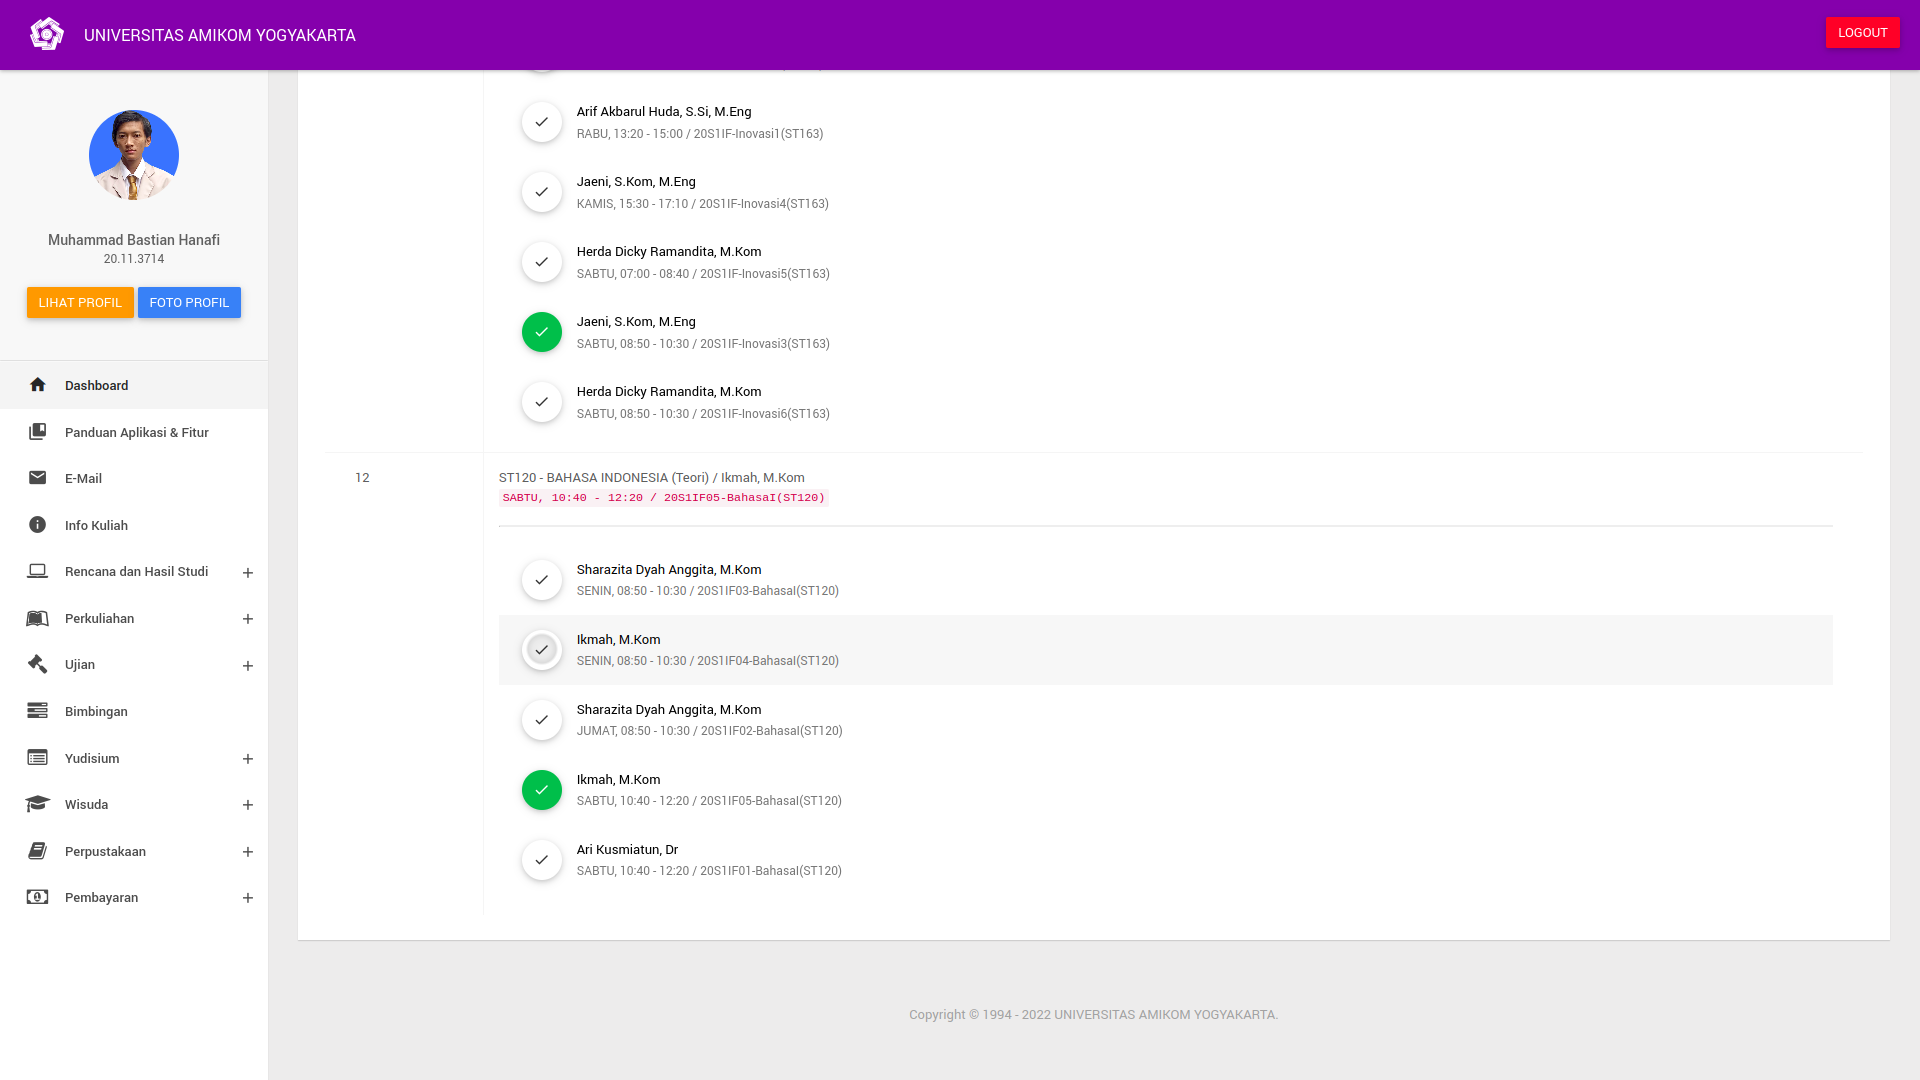 UNIVERSITAS AMIKOM YOGYAKARTA
LOGOUT
Muhammad Bastian Hanafi
20.11.3714
LIHAT PROFIL
FOTO PROFIL
Dashboard
Panduan Aplikasi & Fitur
E-Mail
Info Kuliah
Rencana dan Hasil Studi
Perkuliahan
Ujian
Bimbingan
Yudisium
Wisuda
Perpustakaan
Pembayaran
Arif Akbarul Huda, S.Si, M.Eng
RABU, 13:20 - 15:00 / 20S1IF-Inovasi1(ST163)
Jaeni, S.Kom, M.Eng
KAMIS, 15:30 - 17:10 / 20S1IF-Inovasi4(ST163)
Herda Dicky Ramandita, M.Kom
SABTU, 07:00 - 08:40 / 20S1IF-Inovasi5(ST163)
Jaeni, S.Kom, M.Eng
SABTU, 08:50 - 10:30 / 20S1IF-Inovasi3(ST163)
Herda Dicky Ramandita, M.Kom
SABTU, 08:50 - 10:30 / 20S1IF-Inovasi6(ST163)
12
ST120 - BAHASA INDONESIA (Teori) / Ikmah, M.Kom
SABTU, 10:40 - 12:20 / 20S1IF05-BahasaI(ST120)
Sharazita Dyah Anggita, M.Kom
SENIN, 08:50 - 10:30 / 20S1IF03-BahasaI(ST120)
Ikmah, M.Kom
SENIN, 08:50 - 10:30 / 20S1IF04-BahasaI(ST120)
Sharazita Dyah Anggita, M.Kom
JUMAT, 08:50 - 10:30 / 20S1IF02-BahasaI(ST120)
Ikmah, M.Kom
SABTU, 10:40 - 12:20 / 20S1IF05-BahasaI(ST120)
Ari Kusmiatun, Dr
SABTU, 10:40 - 12:20 / 20S1IF01-BahasaI(ST120)
Copyright © 1994 - 2022 UNIVERSITAS AMIKOM YOGYAKARTA.